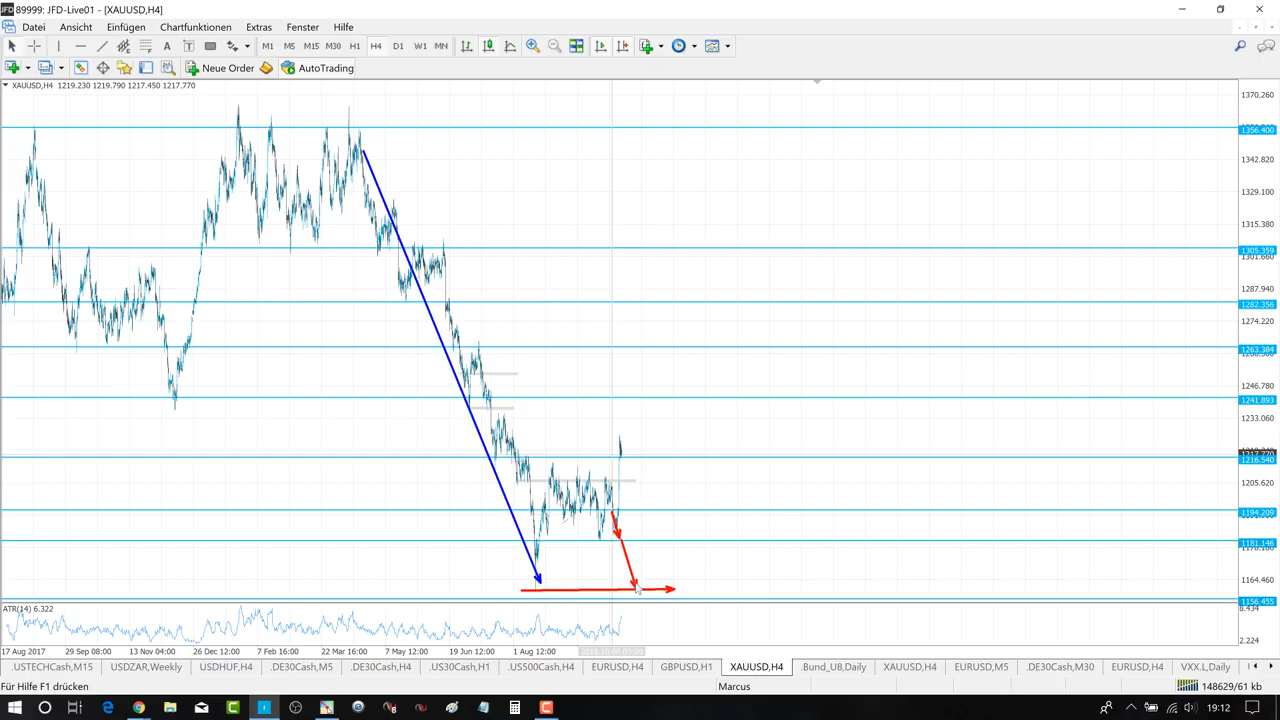 89999: JFD-Live01 - [XAUUSD,H4]
Datei Ansicht Einfügen Chartfunktionen Extras Fenster Hilfe
A T M1 M5 M15 M30 H1 H4 D1 W1 MN
Neue Order AutoTrading
XAUUSD,H4 1219.230 1219.790 1217.450 1217.770
1370.260
1356.400
1342.820
1329.100
1315.380
1305.359
1301.660
1287.940
1282.356
1274.220
1263.384
1246.780
1241.893
1233.060
1217.770
1216.540
1205.620
1194.209
1181.146
1164.460
1156.455
ATR(14) 6.322
8.434
2.224
17 Aug 2017 29 Sep 08:00 13 Nov 04:00 26 Dec 12:00 7 Feb 16:00 22 Mar 16:00 7 May 12:00 19 Jun 12:00 1 Aug 12:00
.USTECHCash,M15 USDZAR,Weekly USDHUF,H4 .DE30Cash,M5 .DE30Cash,H4 .US30Cash,H1 .US500Cash,H4 EURUSD,H4 GBPUSD,H1 XAUUSD,H4 .Bund_U8,Daily XAUUSD,H4 EURUSD,M5 .DE30Cash,M30 EURUSD,H4 VXX.L,Daily
Für Hilfe F1 drücken Marcus 148629/61 kb
19:12